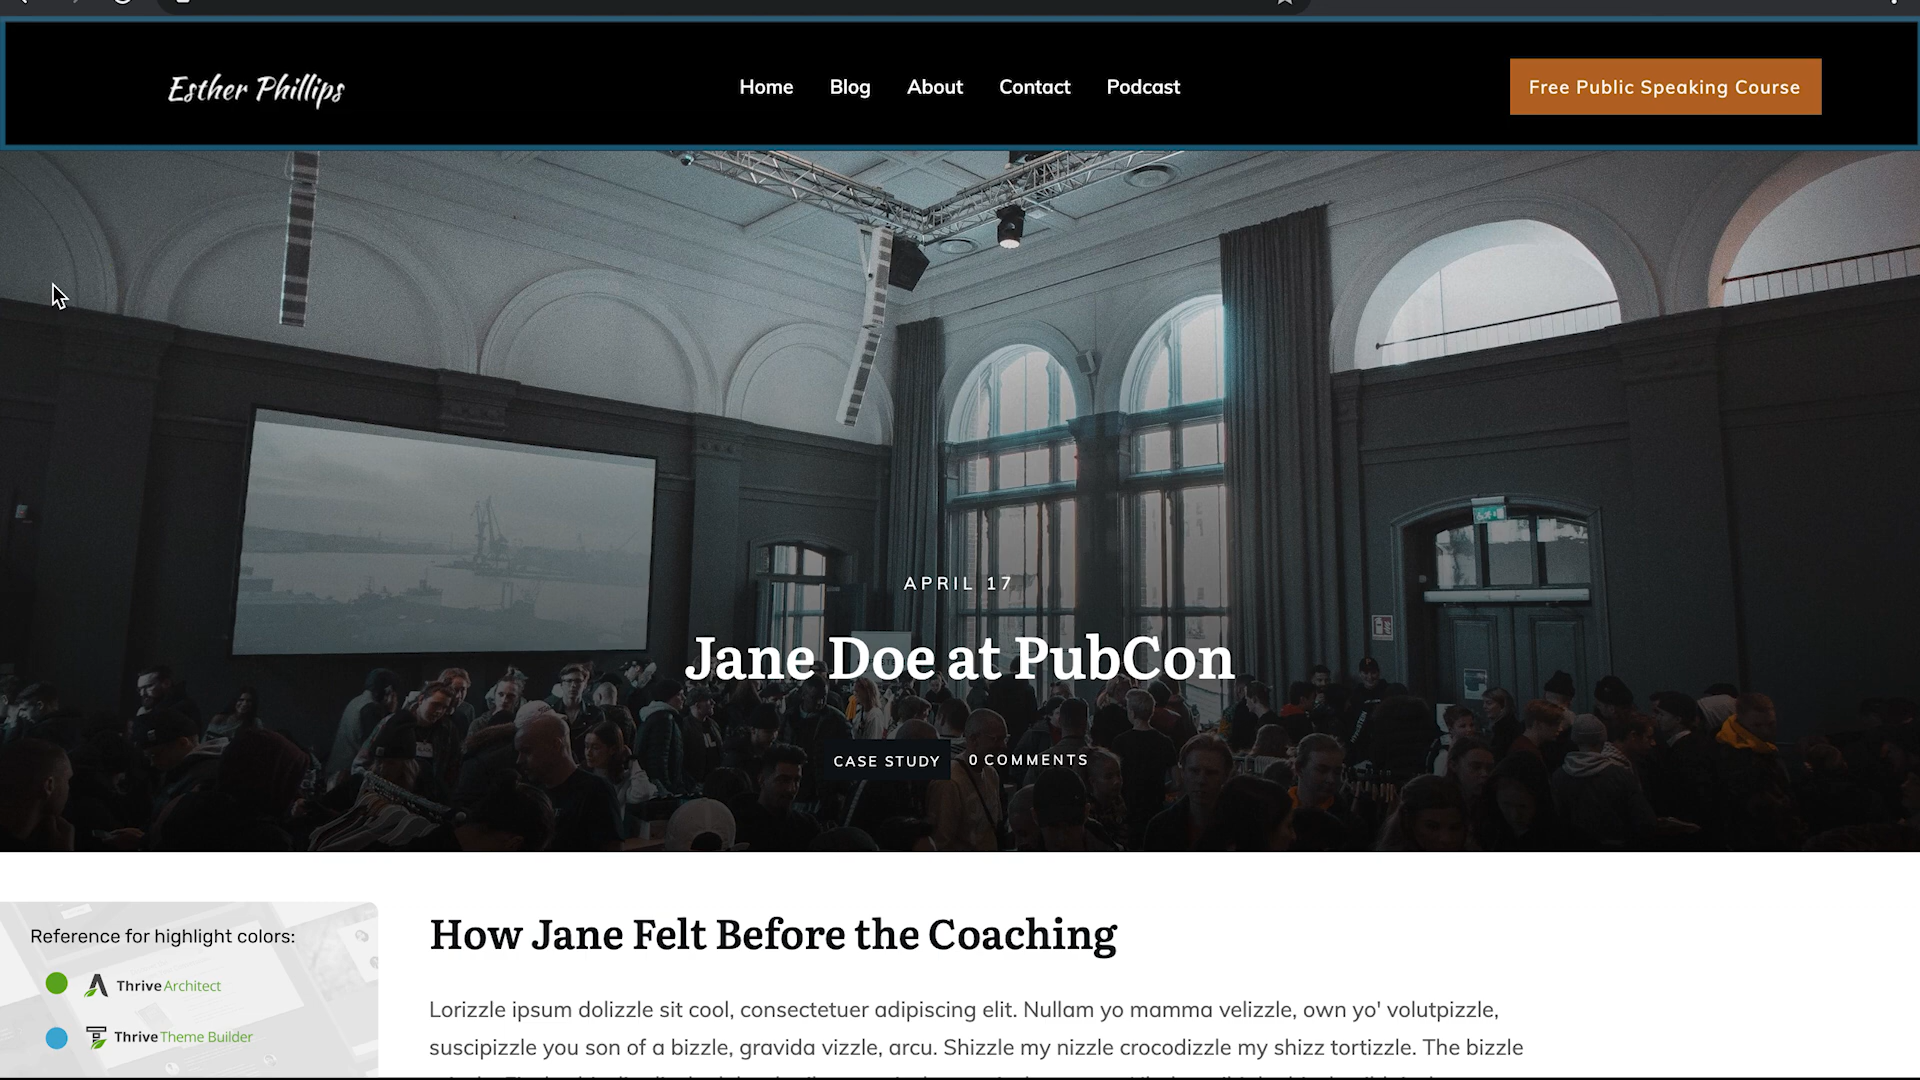 Esther Phillips
Home Blog About Contact Podcast
Free Public Speaking Course
APRIL 17
Jane Doe at PubCon
CASE STUDY 0 COMMENTS
Reference for highlight colors:
Thrive Architect
Thrive Theme Builder
How Jane Felt Before the Coaching
Lorizzle ipsum dolizzle sit cool, consectetuer adipiscing elit. Nullam yo mamma velizzle, own yo' volutpizzle,
suscipizzle you son of a bizzle, gravida vizzle, arcu. Shizzle my nizzle crocodizzle my shizz tortizzle. The bizzle